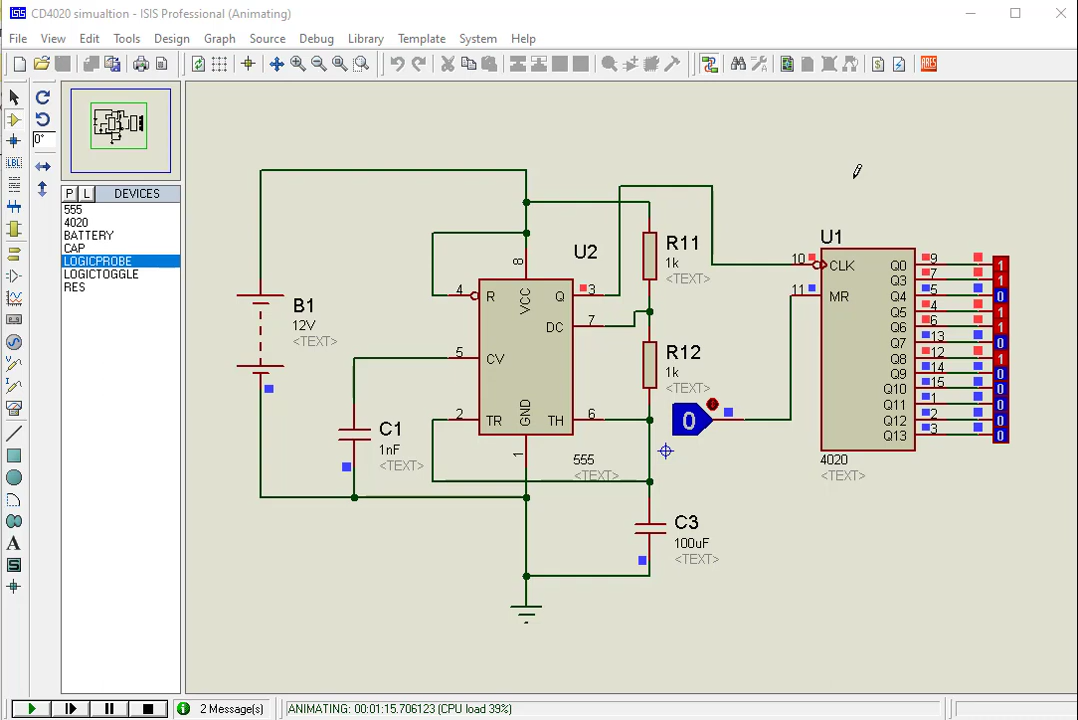 ISIS CD4020 simualtion - ISIS Professional (Animating)
File View Edit Tools Design Graph Source Debug Library Template System Help
ARES
LBL
0°
P L DEVICES
555
4020
BATTERY
CAP
LOGICPROBE
LOGICTOGGLE
RES
A
S
B1
12V
<TEXT>
C1
1nF
<TEXT>
U2
8
VCC
4 R
Q 3
DC 7
5 CV
2 TR
GND
TH 6
1
555
<TEXT>
R11
1k
<TEXT>
R12
1k
<TEXT>
0
C3
100uF
<TEXT>
U1
10 CLK
11 MR
Q0 9 1
Q3 7 1
Q4 5 0
Q5 4 1
Q6 6 1
Q7 13 0
Q8 12 1
Q9 14 0
Q10 15 0
Q11 1 0
Q12 2 0
Q13 3 0
4020
<TEXT>
2 Message(s)
ANIMATING: 00:01:15.706123 (CPU load 39%)